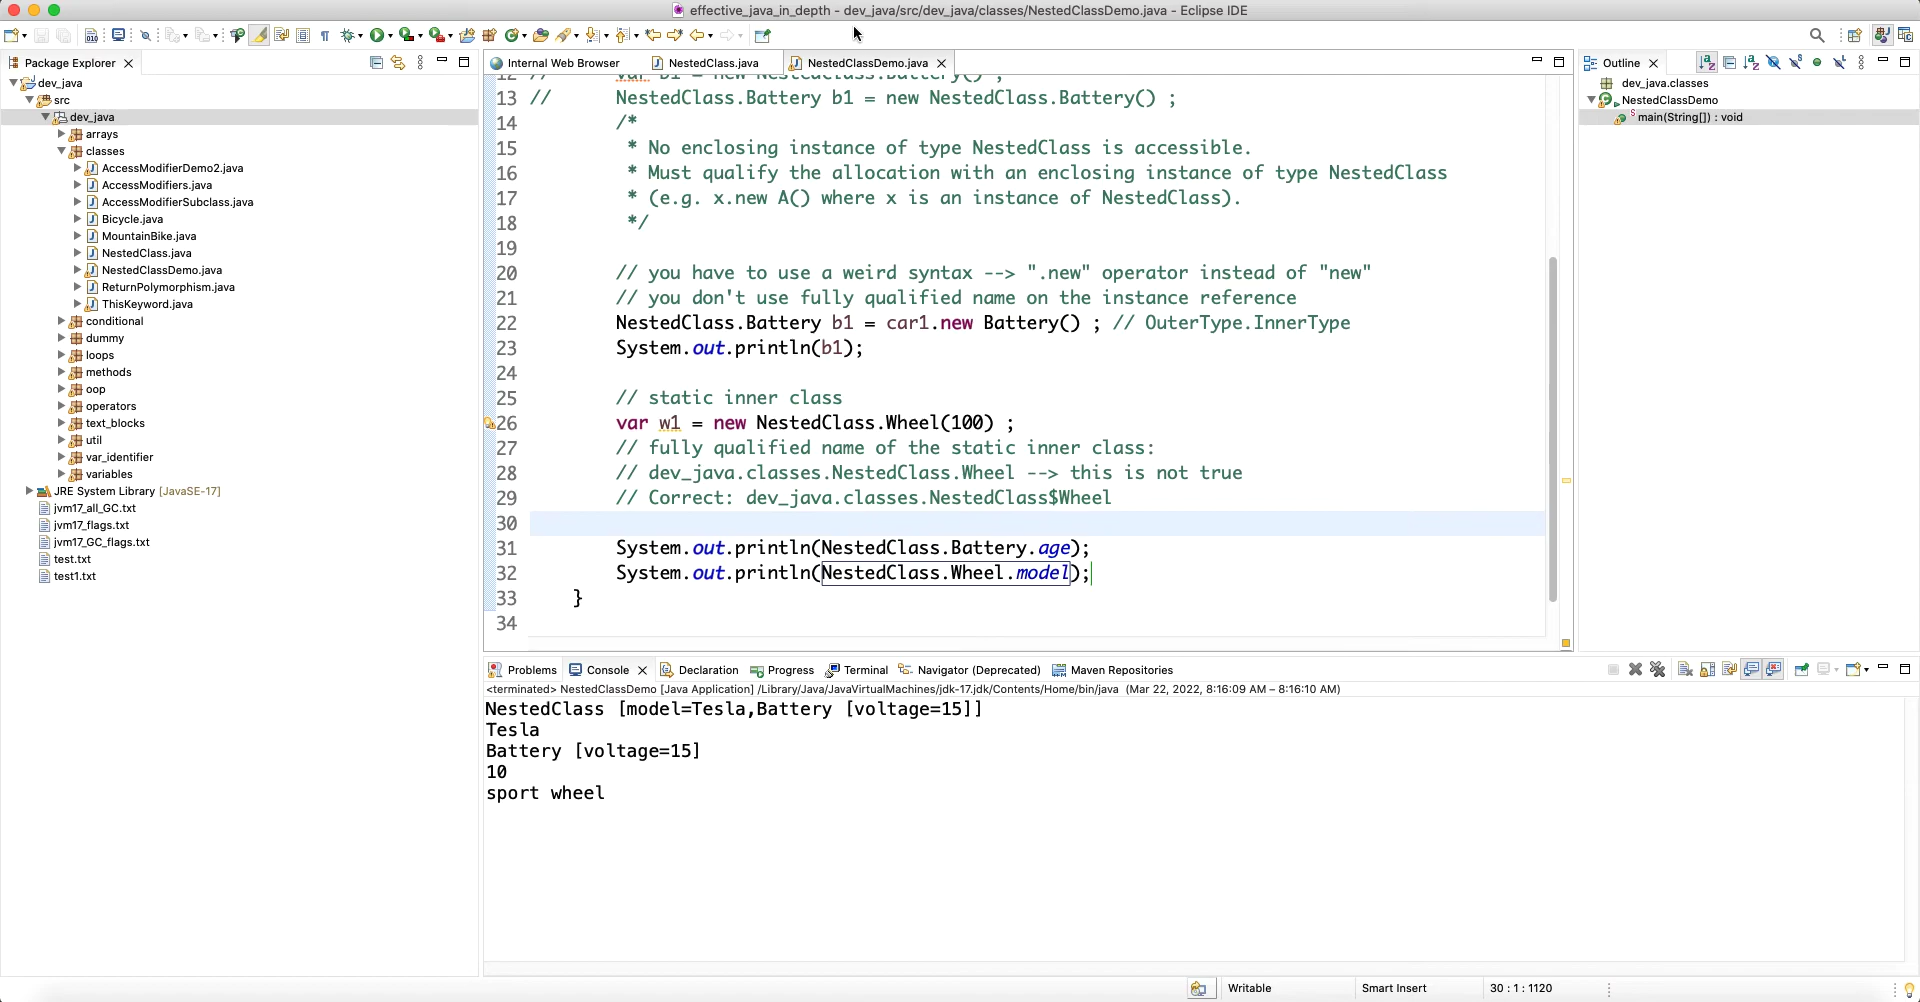 effective_java_in_depth - dev_java/src/dev_java/classes/NestedClassDemo.java - Eclipse IDE
Package Explorer
dev_java
src
dev_java
arrays
classes
AccessModifierDemo2.java
AccessModifiers.java
AccessModifierSubclass.java
Bicycle.java
MountainBike.java
NestedClass.java
NestedClassDemo.java
ReturnPolymorphism.java
ThisKeyword.java
conditional
dummy
loops
methods
oop
operators
text_blocks
util
var_identifier
variables
JRE System Library [JavaSE-17]
jvm17_all_GC.txt
jvm17_flags.txt
jvm17_GC_flags.txt
test.txt
test1.txt
Internal Web Browser
NestedClass.java
NestedClassDemo.java
12 // var b1 = new NestedClass.Battery() ;
13 // NestedClass.Battery b1 = new NestedClass.Battery() ;
14 /*
15 * No enclosing instance of type NestedClass is accessible.
16 * Must qualify the allocation with an enclosing instance of type NestedClass
17 * (e.g. x.new A() where x is an instance of NestedClass).
18 */
19
20 // you have to use a weird syntax --> ".new" operator instead of "new"
21 // you don't use fully qualified name on the instance reference
22 NestedClass.Battery b1 = car1.new Battery() ; // OuterType.InnerType
23 System.out.println(b1);
24
25 // static inner class
26 var w1 = new NestedClass.Wheel(100) ;
27 // fully qualified name of the static inner class:
28 // dev_java.classes.NestedClass.Wheel --> this is not true
29 // Correct: dev_java.classes.NestedClass$Wheel
30
31 System.out.println(NestedClass.Battery.age);
32 System.out.println(NestedClass.Wheel.model);
33 }
34
Outline
dev_java.classes
NestedClassDemo
main(String[]) : void
Problems Console Declaration Progress Terminal Navigator (Deprecated) Maven Repositories
<terminated> NestedClassDemo [Java Application] /Library/Java/JavaVirtualMachines/jdk-17.jdk/Contents/Home/bin/java (Mar 22, 2022, 8:16:09 AM – 8:16:10 AM)
NestedClass [model=Tesla,Battery [voltage=15]]
Tesla
Battery [voltage=15]
10
sport wheel
Writable Smart Insert 30 : 1 : 1120